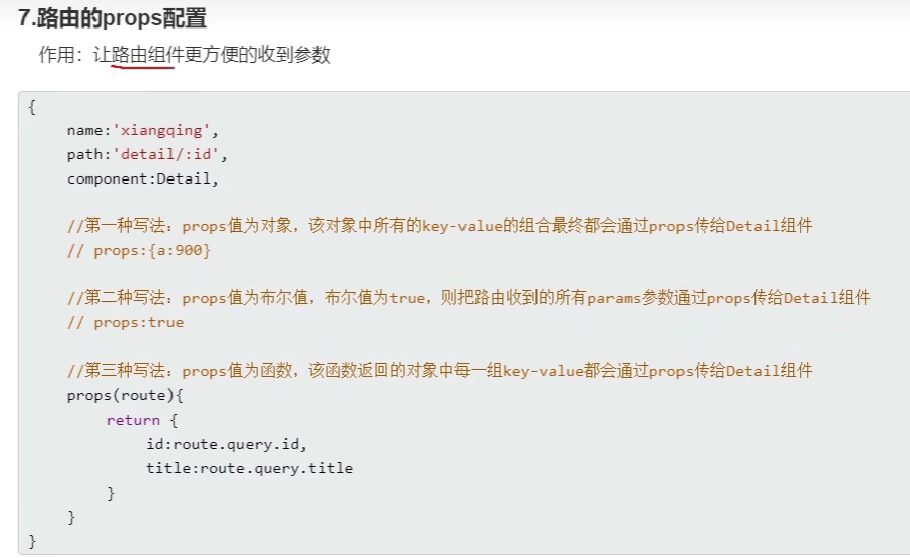 7.路由的props配置
作用：让路由组件更方便的收到参数
{
name:'xiangqing',
path:'detail/:id',
component:Detail,
//第一种写法：props值为对象，该对象中所有的key-value的组合最终都会通过props传给Detail组件
// props:{a:900}
//第二种写法：props值为布尔值，布尔值为true，则把路由收到的所有params参数通过props传给Detail组件
// props:true
//第三种写法：props值为函数，该函数返回的对象中每一组key-value都会通过props传给Detail组件
props(route){
return {
id:route.query.id,
title:route.query.title
}
}
}